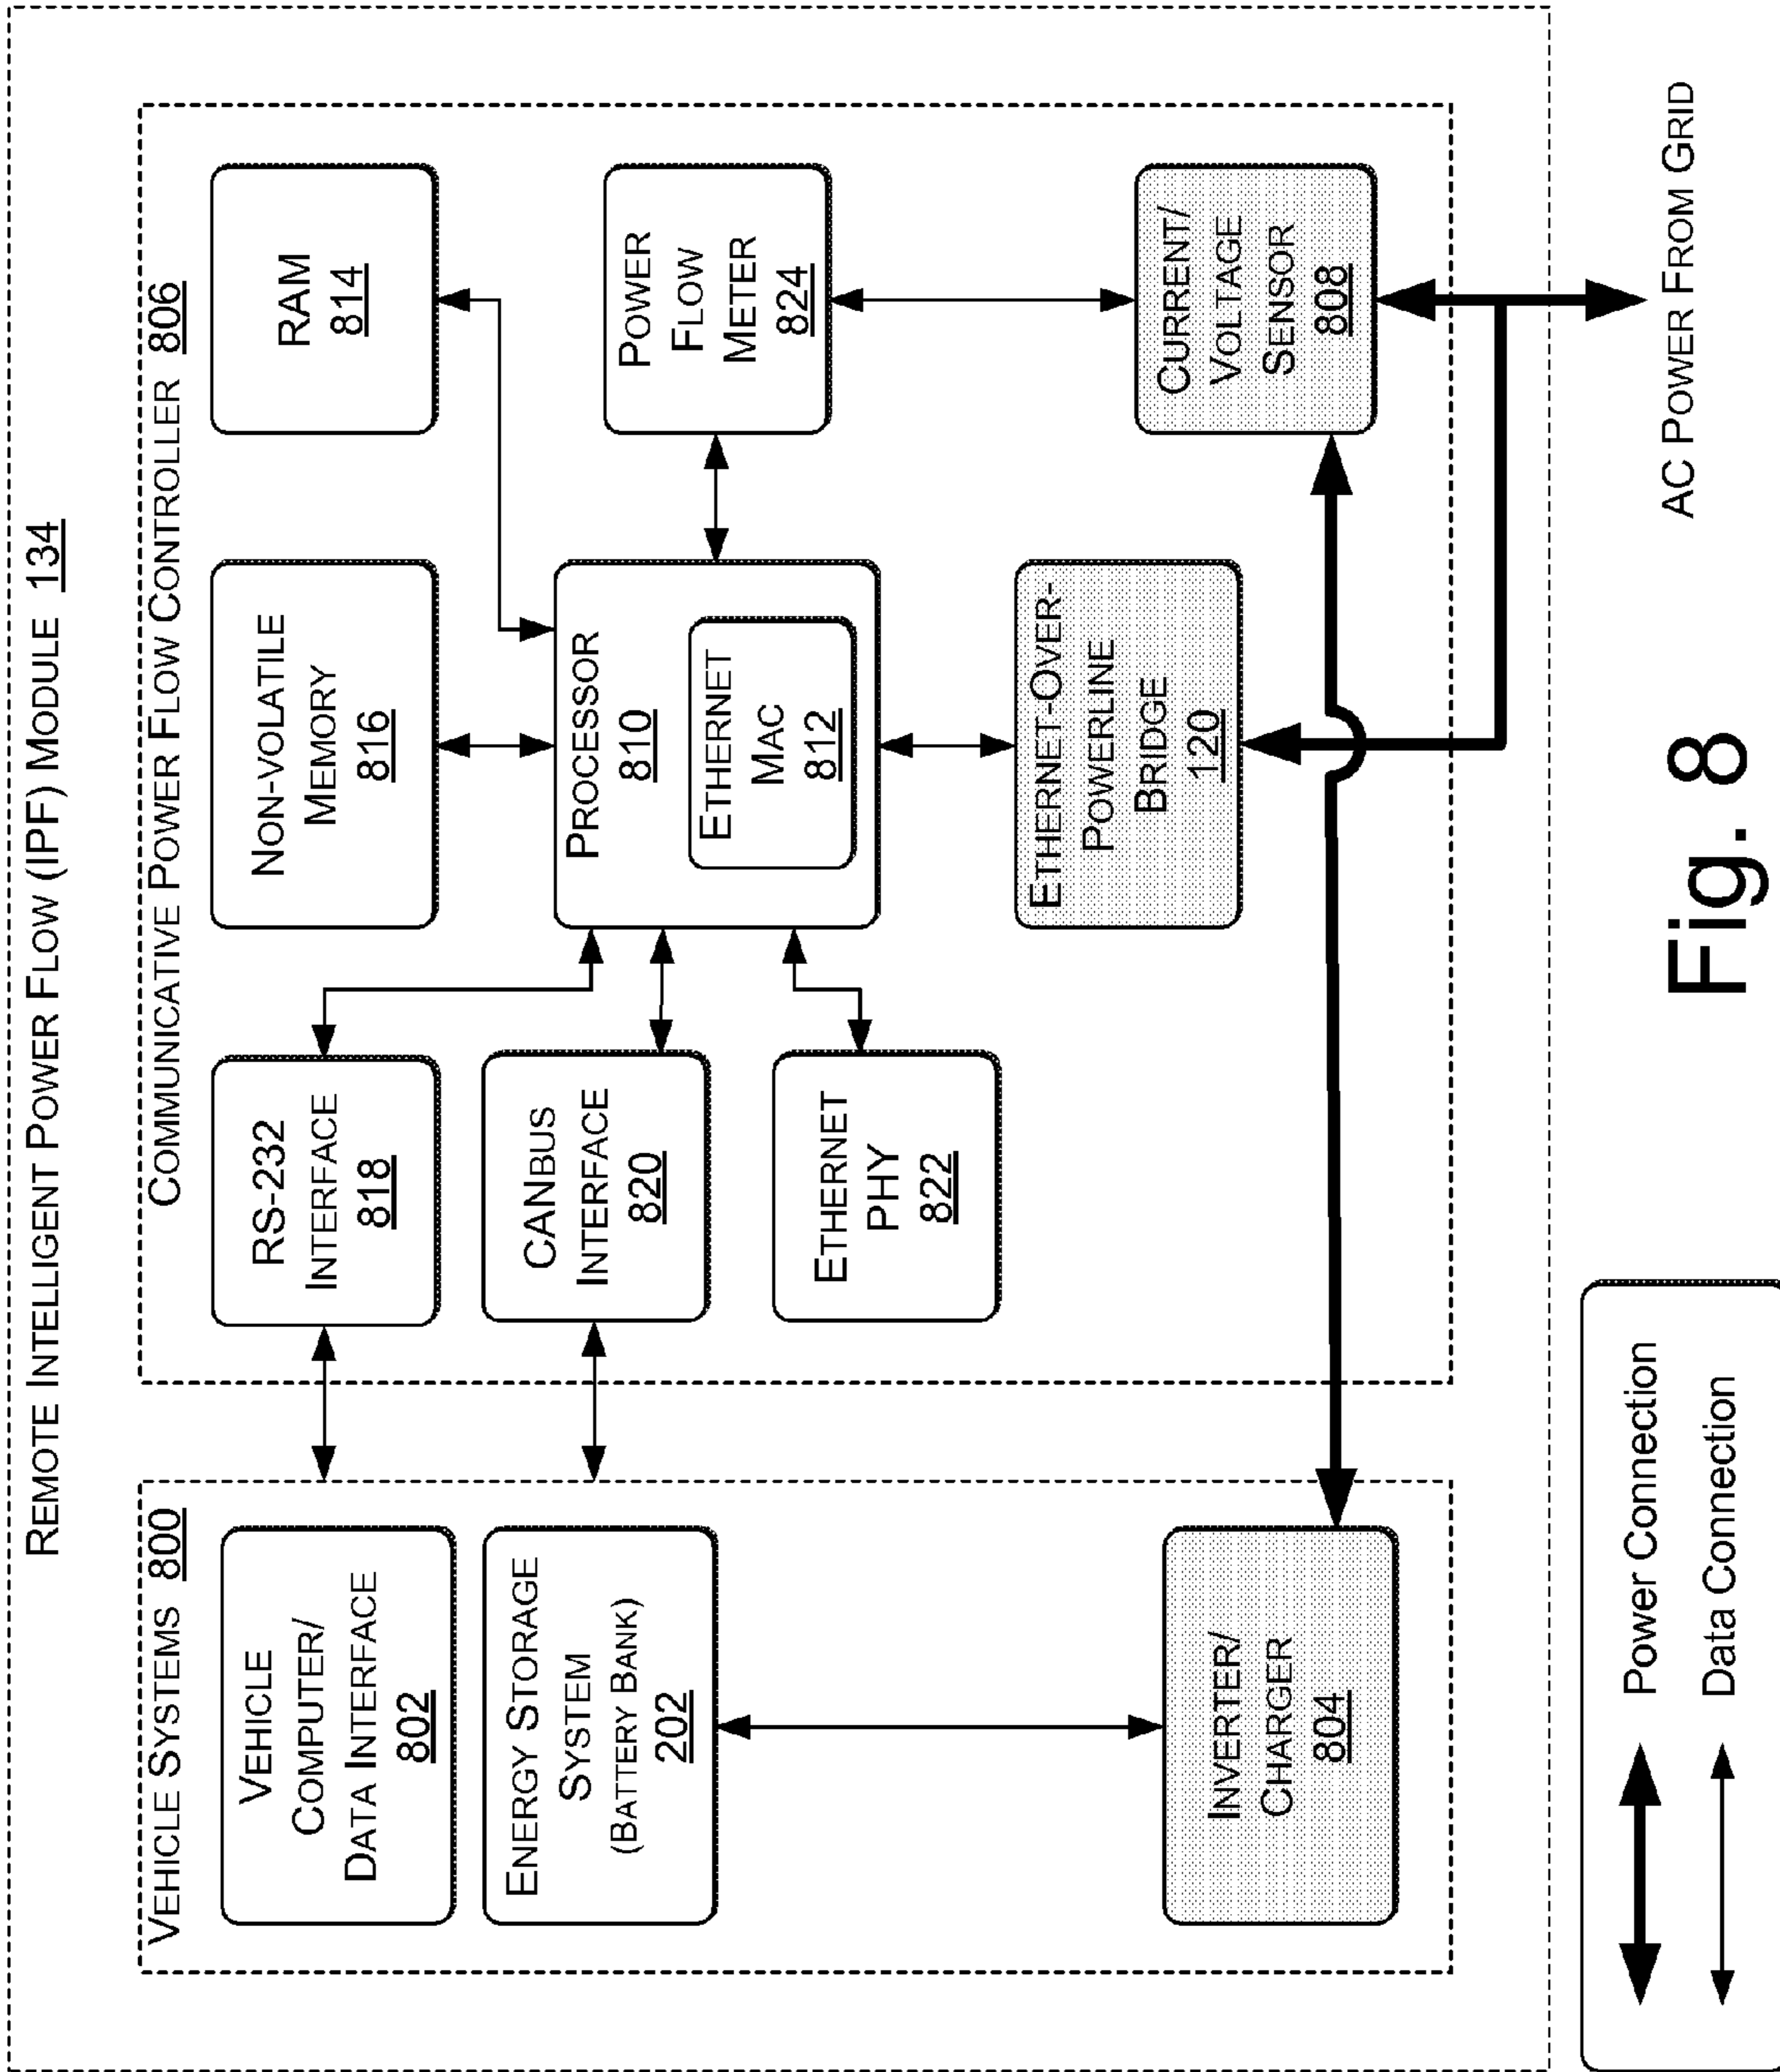 REMOTE INTELLIGENT POWER FLOW (IPF) MODULE 134
VEHICLE SYSTEMS 800
VEHICLE
COMPUTER/
DATA INTERFACE
802
ENERGY STORAGE
SYSTEM
(BATTERY BANK)
202
INVERTER/
CHARGER
804
COMMUNICATIVE POWER FLOW CONTROLLER 806
RS-232
INTERFACE
818
CANBUS
INTERFACE
820
ETHERNET
PHY
822
NON-VOLATILE
MEMORY
816
PROCESSOR
810
ETHERNET
MAC
812
ETHERNET-OVER-
POWERLINE
BRIDGE
120
RAM
814
POWER
FLOW
METER
824
CURRENT/
VOLTAGE
SENSOR
808
AC POWER FROM GRID
Power Connection
Data Connection
Fig. 8